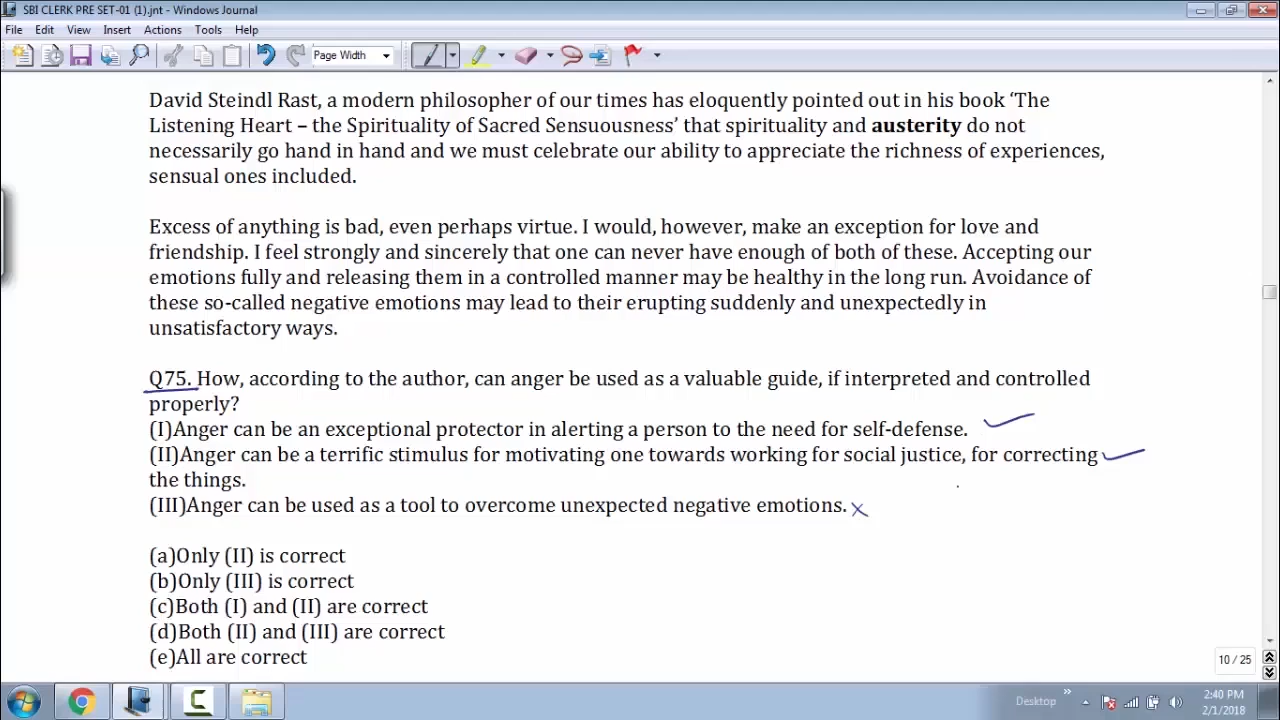 SBI CLERK PRE SET-01 (1).jnt - Windows Journal
File Edit View Insert Actions Tools Help
Page Width
David Steindl Rast, a modern philosopher of our times has eloquently pointed out in his book ‘The
Listening Heart – the Spirituality of Sacred Sensuousness’ that spirituality and austerity do not
necessarily go hand in hand and we must celebrate our ability to appreciate the richness of experiences,
sensual ones included.
Excess of anything is bad, even perhaps virtue. I would, however, make an exception for love and
friendship. I feel strongly and sincerely that one can never have enough of both of these. Accepting our
emotions fully and releasing them in a controlled manner may be healthy in the long run. Avoidance of
these so-called negative emotions may lead to their erupting suddenly and unexpectedly in
unsatisfactory ways.
Q75. How, according to the author, can anger be used as a valuable guide, if interpreted and controlled
properly?
(I)Anger can be an exceptional protector in alerting a person to the need for self-defense.
(II)Anger can be a terrific stimulus for motivating one towards working for social justice, for correcting
the things.
(III)Anger can be used as a tool to overcome unexpected negative emotions.
(a)Only (II) is correct
(b)Only (III) is correct
(c)Both (I) and (II) are correct
(d)Both (II) and (III) are correct
(e)All are correct
10 / 25
Desktop
2:40 PM
2/1/2018